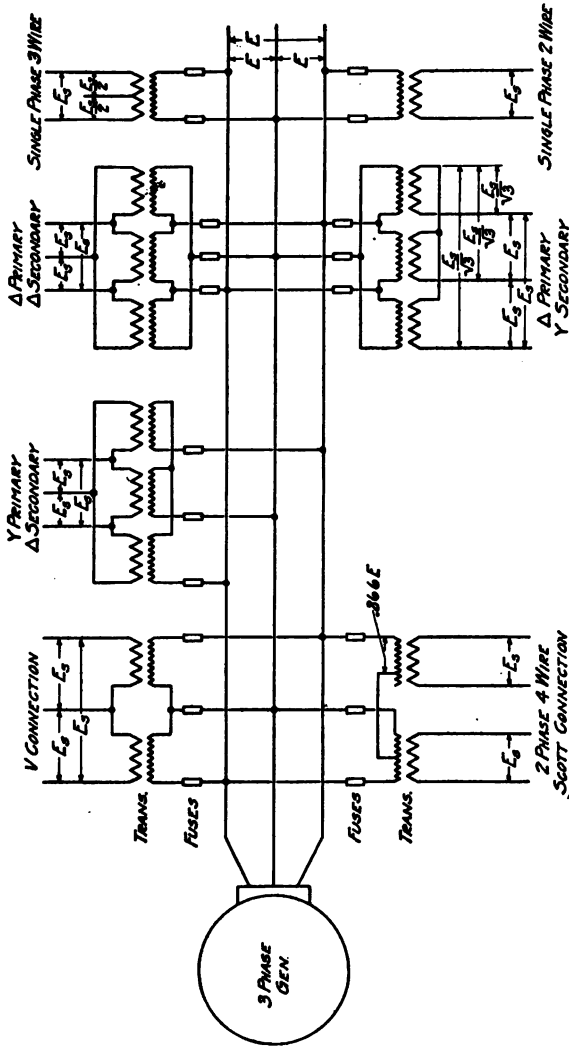 3 PHASE
GEN.
TRANS.
FUSES
FUSES
TRANS.
2 PHASE 4 WIRE
SCOTT CONNECTION
Es
Es
.866E
V CONNECTION
Es
Es
Es
Y PRIMARY
Δ SECONDARY
Es
Es
Es
Δ PRIMARY
Y SECONDARY
Es
Es
Es
Es/√3
Es/√3
Es/√3
Δ PRIMARY
Δ SECONDARY
Es
Es
Es
SINGLE PHASE 2 WIRE
Es
E
E
E
SINGLE PHASE 3 WIRE
Es
Es/2
Es/2